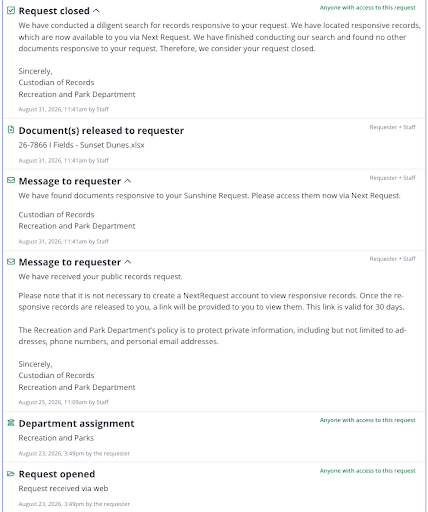 Request closed
Anyone with access to this request
We have conducted a diligent search for records responsive to your request. We have located responsive records,
which are now available to you via Next Request. We have finished conducting our search and found no other
documents responsive to your request. Therefore, we consider your request closed.
Sincerely,
Custodian of Records
Recreation and Park Department
August 31, 2026, 11:41am by Staff
Document(s) released to requester
Requester + Staff
26-7866 I Fields - Sunset Dunes.xlsx
August 31, 2026, 11:41am by Staff
Message to requester
Requester + Staff
We have found documents responsive to your Sunshine Request. Please access them now via Next Request.
Custodian of Records
Recreation and Park Department
August 31, 2026, 11:41am by Staff
Message to requester
Requester + Staff
We have received your public records request.
Please note that it is not necessary to create a NextRequest account to view responsive records. Once the re-
sponsive records are released to you, a link will be provided to you to view them. This link is valid for 30 days.
The Recreation and Park Department's policy is to protect private information, including but not limited to ad-
dresses, phone numbers, and personal email addresses.
Sincerely,
Custodian of Records
Recreation and Park Department
August 25, 2026, 11:09am by Staff
Department assignment
Anyone with access to this request
Recreation and Parks
August 23, 2026, 3:49pm by the requester
Request opened
Anyone with access to this request
Request received via web
August 23, 2026, 3:49pm by the requester